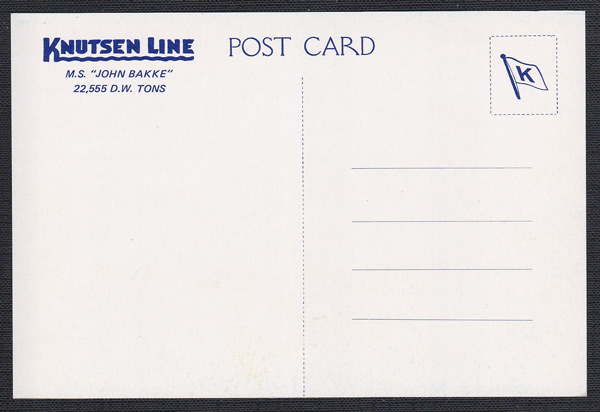 KNUTSEN LINE
POST CARD
M.S. "JOHN BAKKE"
22,555 D.W. TONS
K